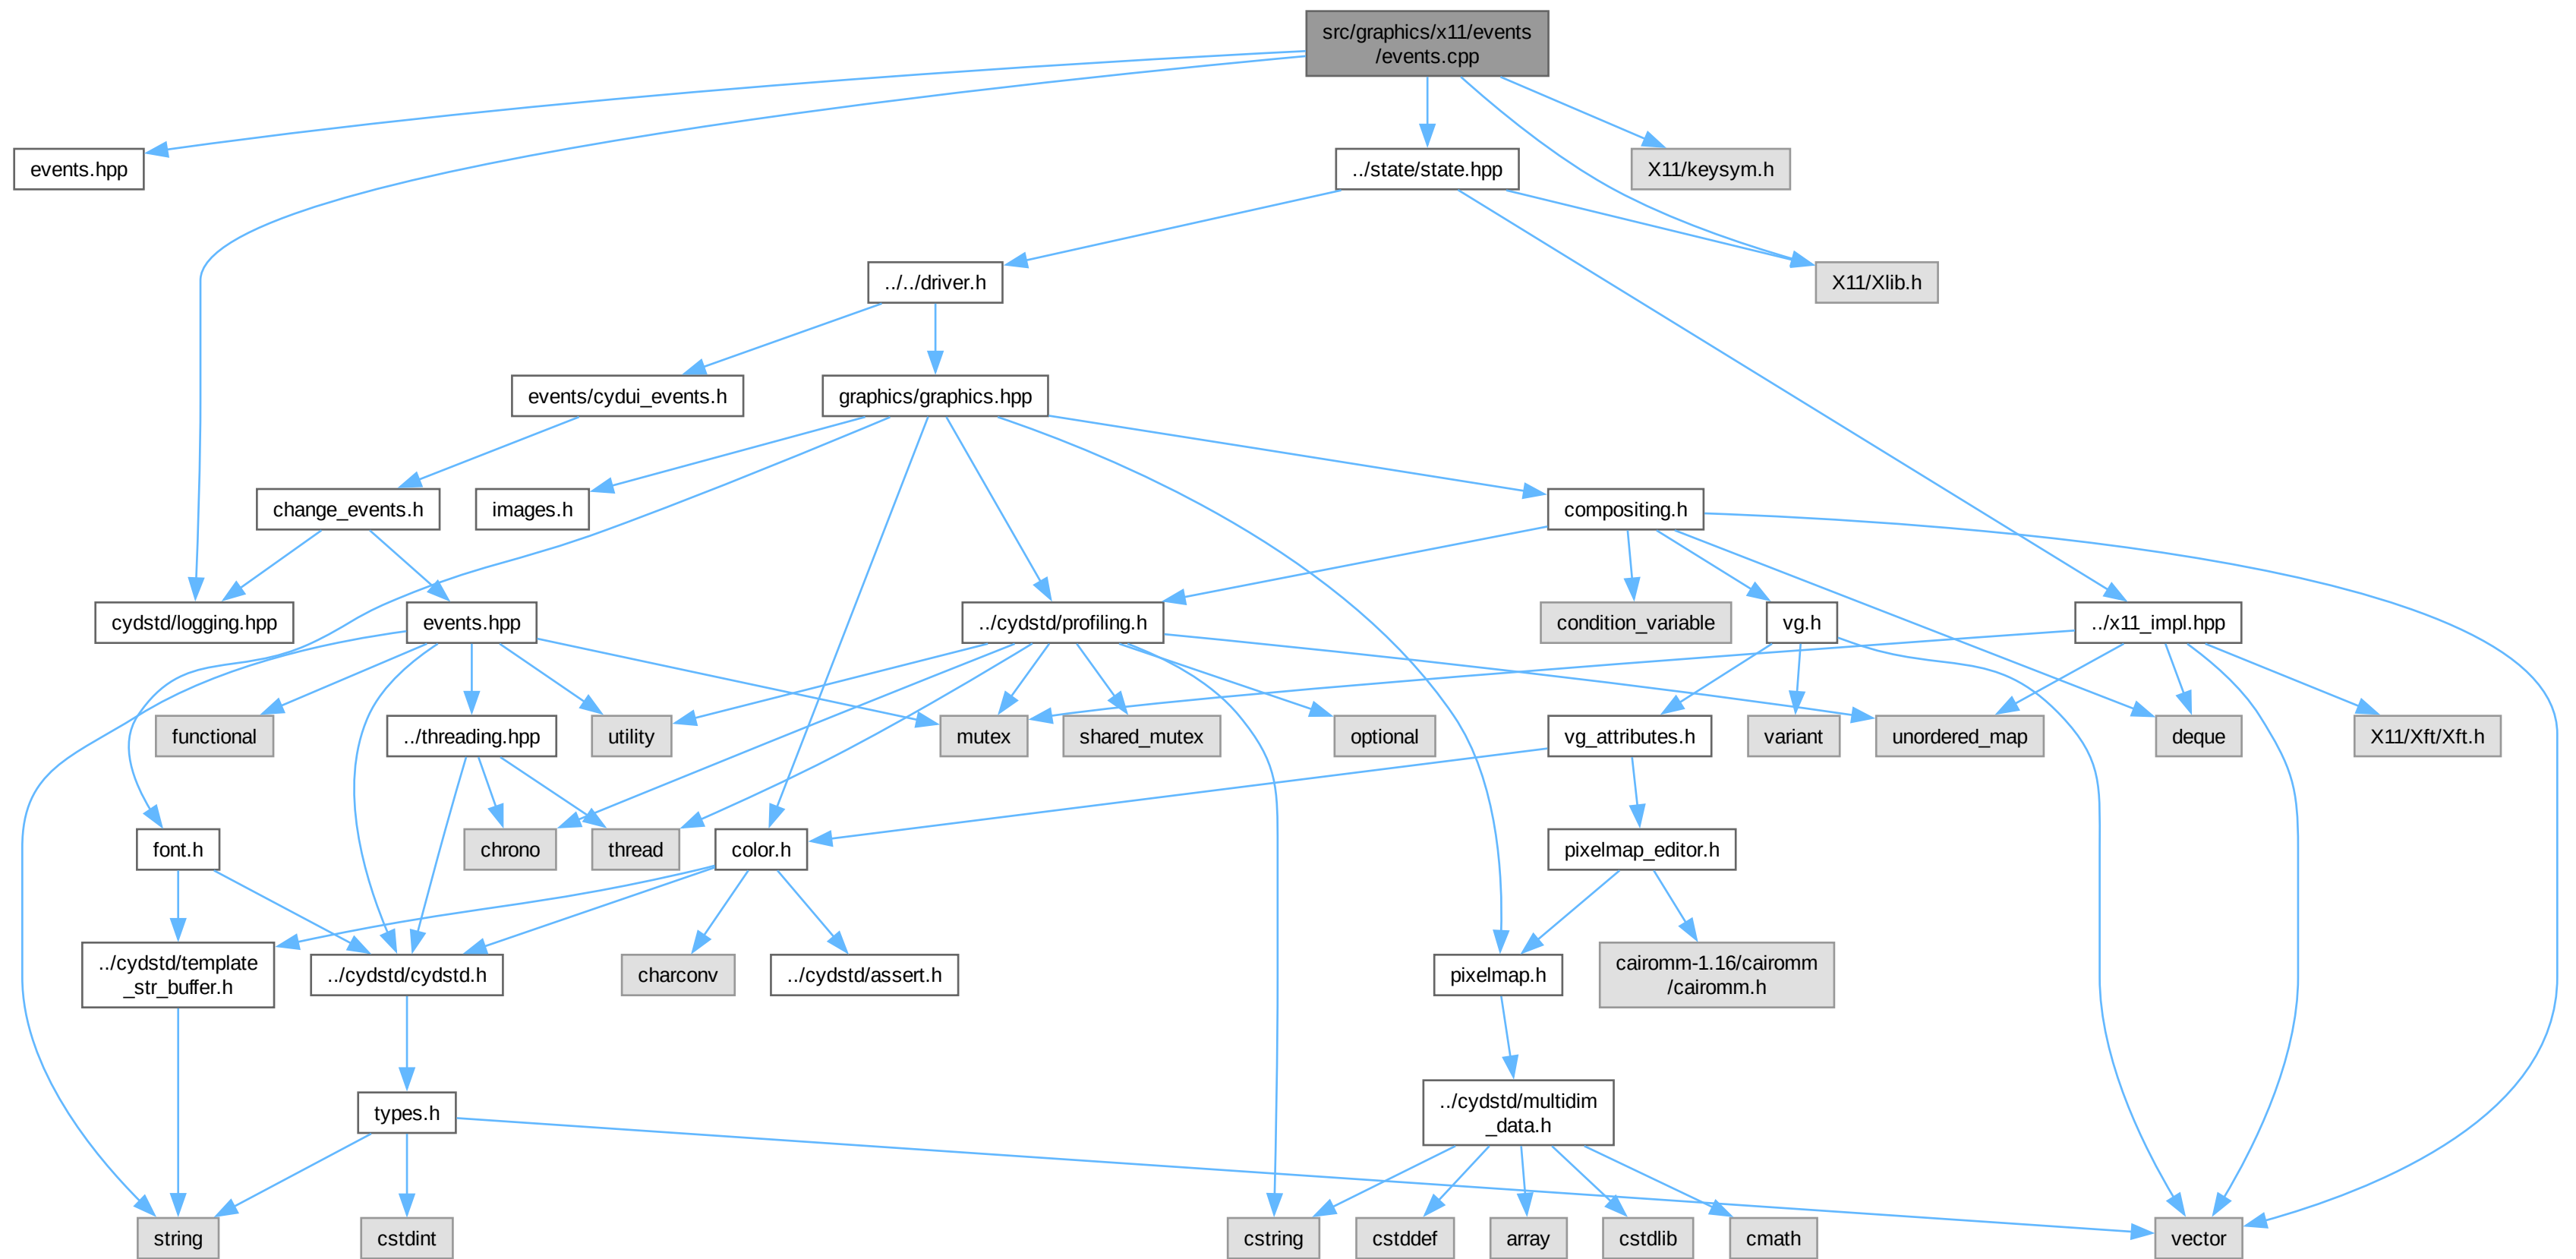 src/graphics/x11/events
/events.cpp
events.hpp
../state/state.hpp
X11/keysym.h
../../driver.h
X11/Xlib.h
events/cydui_events.h
graphics/graphics.hpp
change_events.h
images.h
compositing.h
cydstd/logging.hpp
events.hpp
../cydstd/profiling.h
condition_variable
vg.h
../x11_impl.hpp
functional
../threading.hpp
utility
mutex
shared_mutex
optional
vg_attributes.h
variant
unordered_map
deque
X11/Xft/Xft.h
font.h
chrono
thread
color.h
pixelmap_editor.h
../cydstd/template
_str_buffer.h
../cydstd/cydstd.h
charconv
../cydstd/assert.h
pixelmap.h
cairomm-1.16/cairomm
/cairomm.h
types.h
../cydstd/multidim
_data.h
string
cstdint
cstring
cstddef
array
cstdlib
cmath
vector